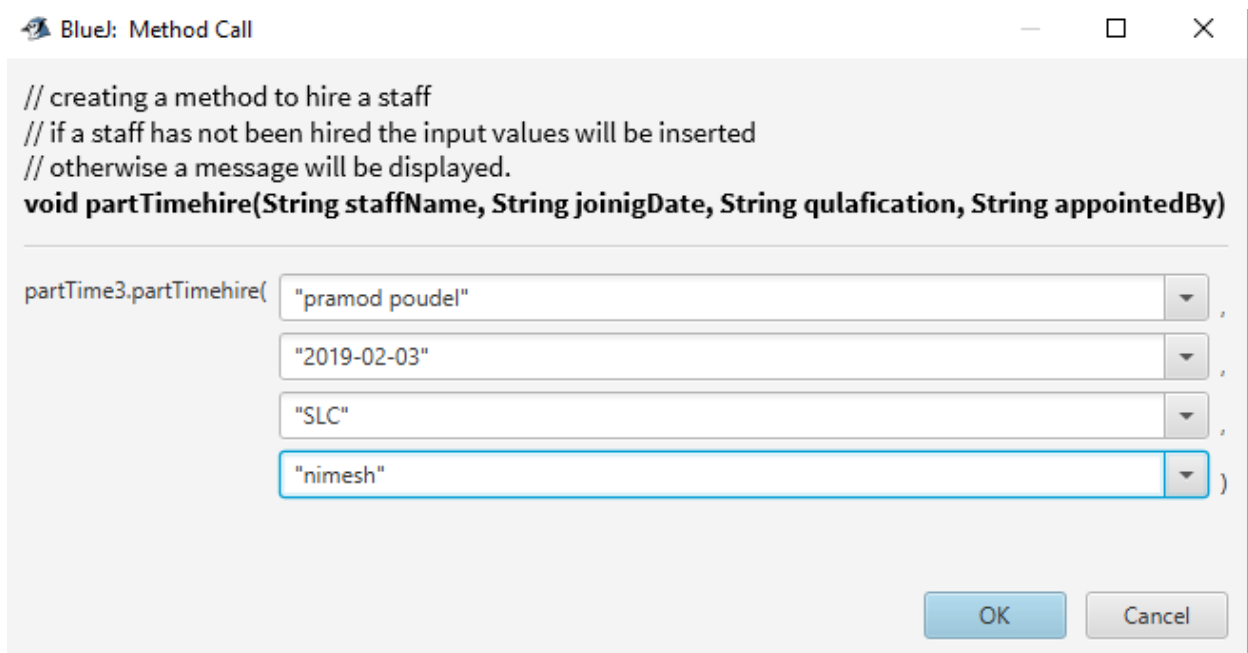 BlueJ: Method Call
// creating a method to hire a staff
// if a staff has not been hired the input values will be inserted
// otherwise a message will be displayed.
void partTimehire(String staffName, String joinigDate, String qulafication, String appointedBy)
partTime3.partTimehire( "pramod poudel" ,
"2019-02-03" ,
"SLC" ,
"nimesh" )
OK Cancel